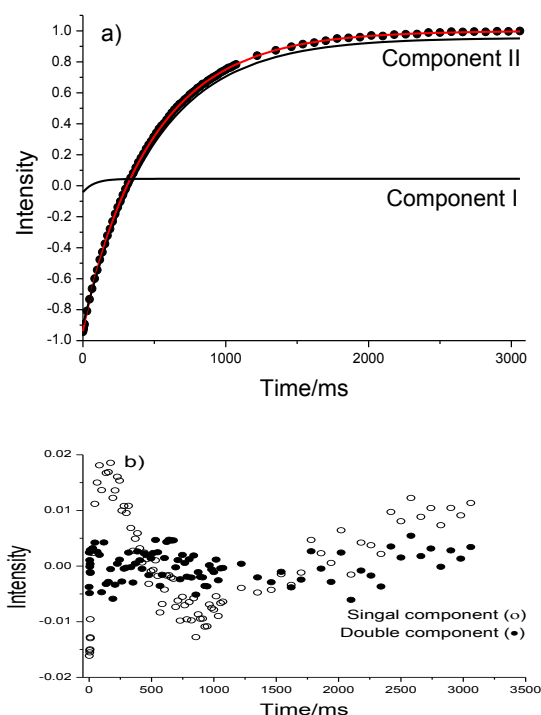 a)
1.0
0.8
0.6
0.4
0.2
0.0
-0.2
-0.4
-0.6
-0.8
-1.0
Intensity
Component II
Component I
0 1000 2000 3000
Time/ms
b)
0.02
0.01
0.00
-0.01
-0.02
Intensity
Singal component (○)
Double component (●)
0 500 1000 1500 2000 2500 3000 3500
Time/ms